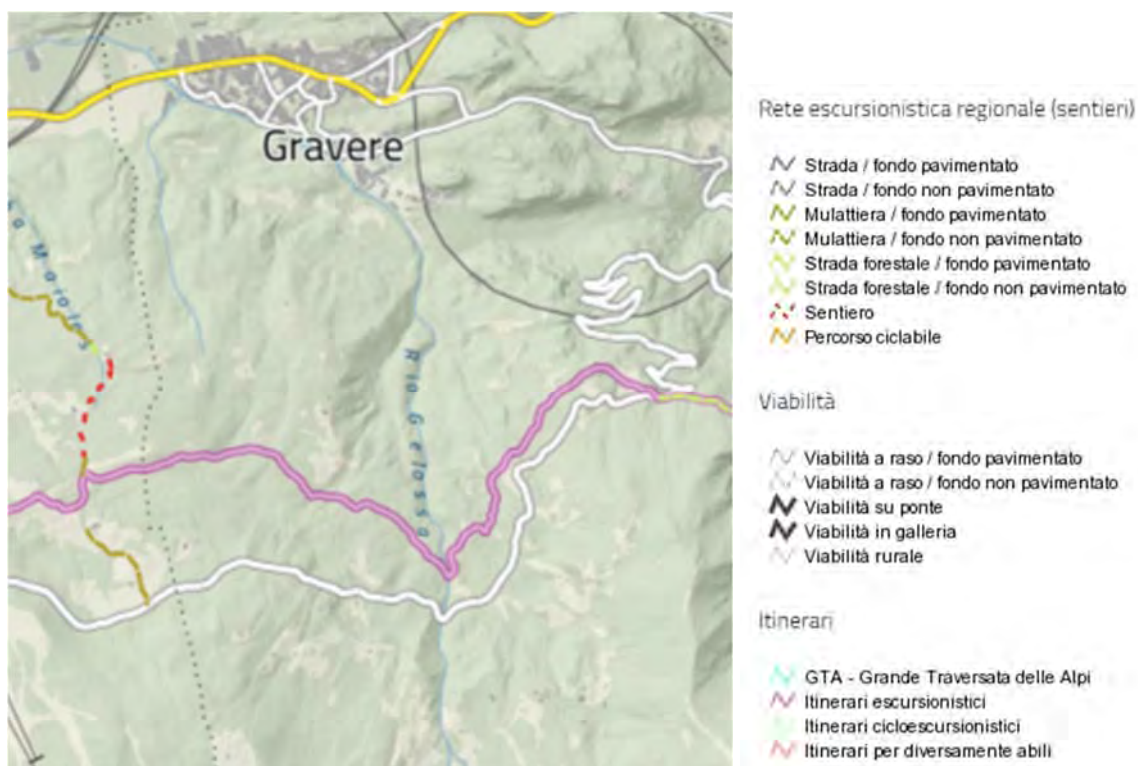 Gravere
sa Maioles
Rio Gelassa
Rete escursionistica regionale (sentieri)
Strada / fondo pavimentato
Strada / fondo non pavimentato
Mulattiera / fondo pavimentato
Mulattiera / fondo non pavimentato
Strada forestale / fondo pavimentato
Strada forestale / fondo non pavimentato
Sentiero
Percorso ciclabile
Viabilità
Viabilità a raso / fondo pavimentato
Viabilità a raso / fondo non pavimentato
Viabilità su ponte
Viabilità in galleria
Viabilità rurale
Itinerari
GTA - Grande Traversata delle Alpi
Itinerari escursionistici
Itinerari cicloescursionistici
Itinerari per diversamente abili